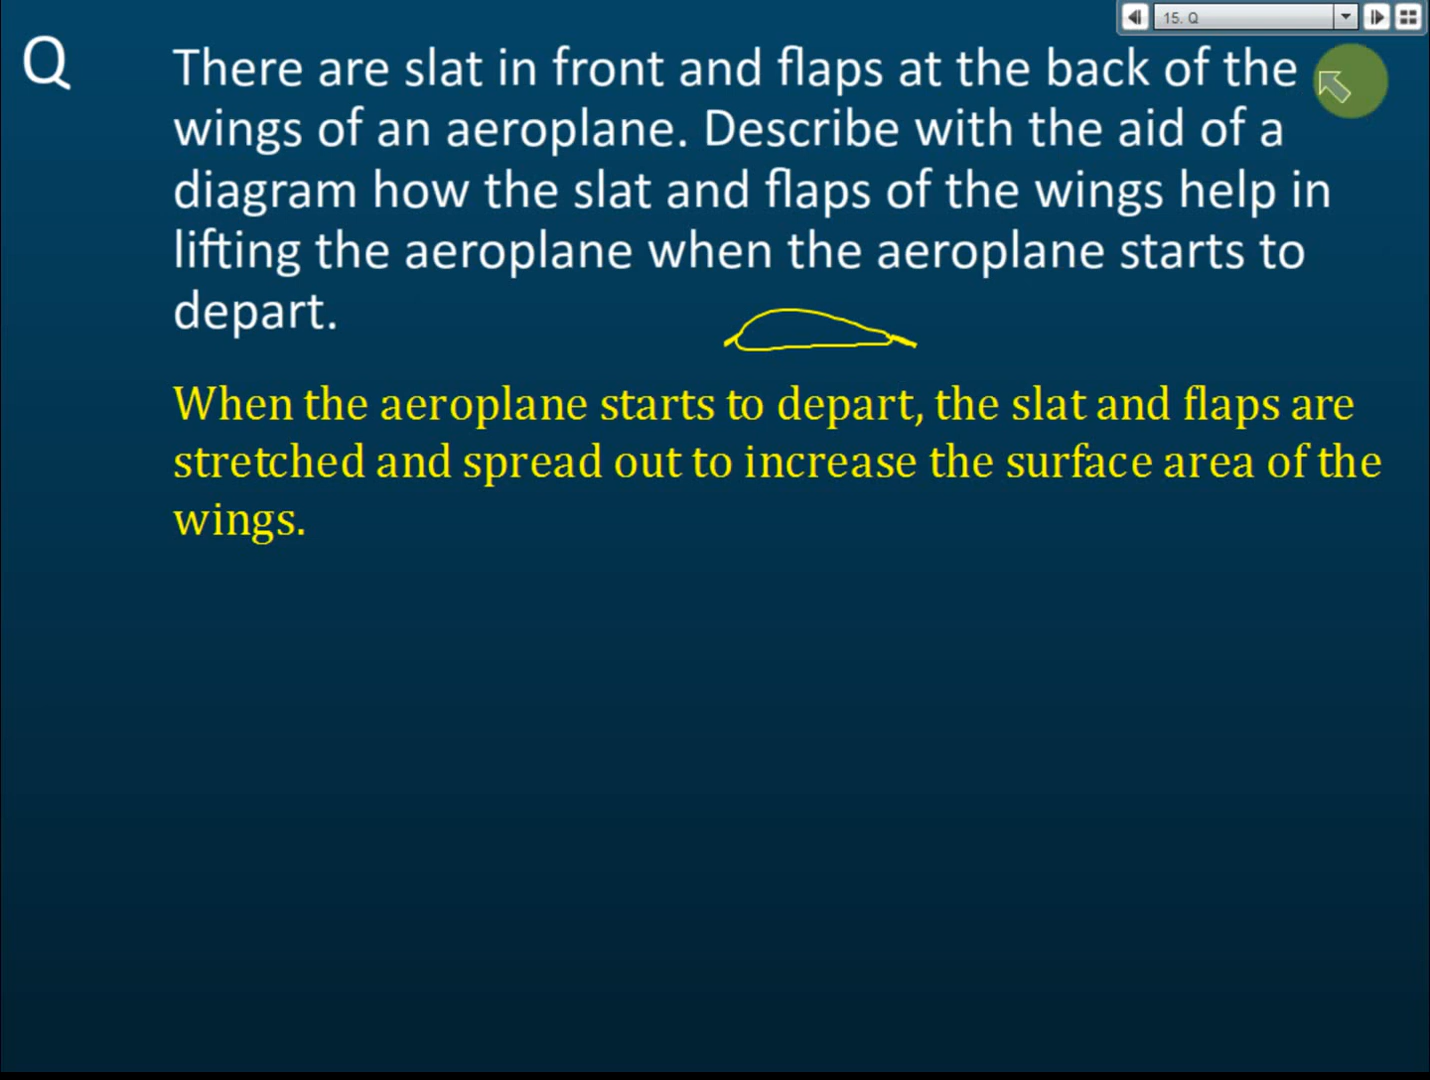 15. Q
Q
There are slat in front and flaps at the back of the
wings of an aeroplane. Describe with the aid of a
diagram how the slat and flaps of the wings help in
lifting the aeroplane when the aeroplane starts to
depart.
When the aeroplane starts to depart, the slat and flaps are
stretched and spread out to increase the surface area of the
wings.